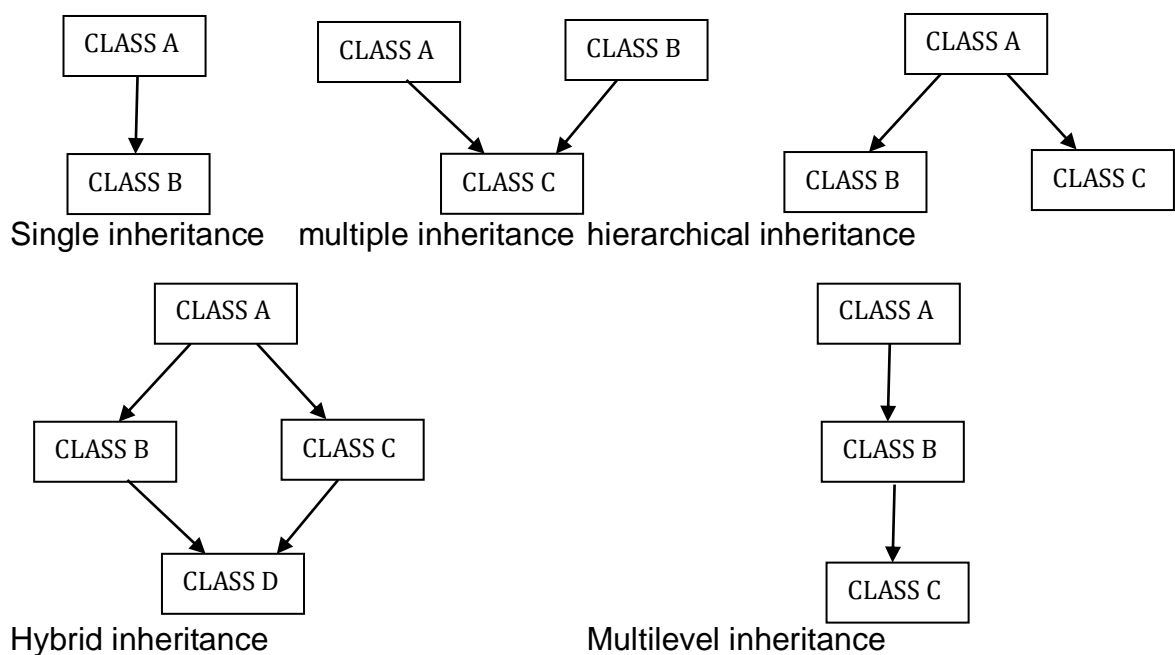 CLASS A
CLASS B
Single inheritance
CLASS A
CLASS B
CLASS C
multiple inheritance
CLASS A
CLASS B
CLASS C
hierarchical inheritance
CLASS A
CLASS B
CLASS C
CLASS D
Hybrid inheritance
CLASS A
CLASS B
CLASS C
Multilevel inheritance